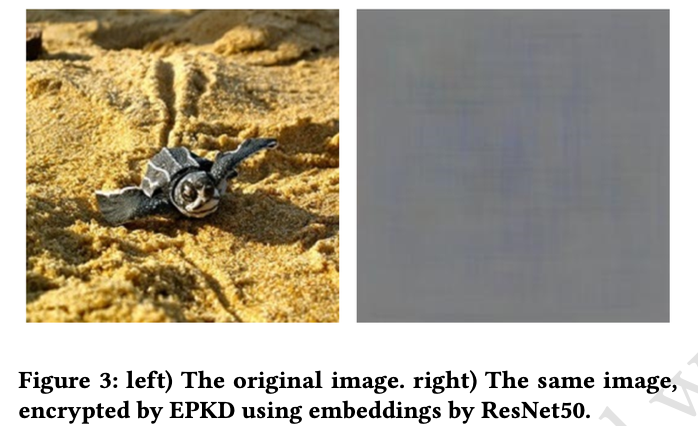 Figure 3: left) The original image. right) The same image,
encrypted by EPKD using embeddings by ResNet50.